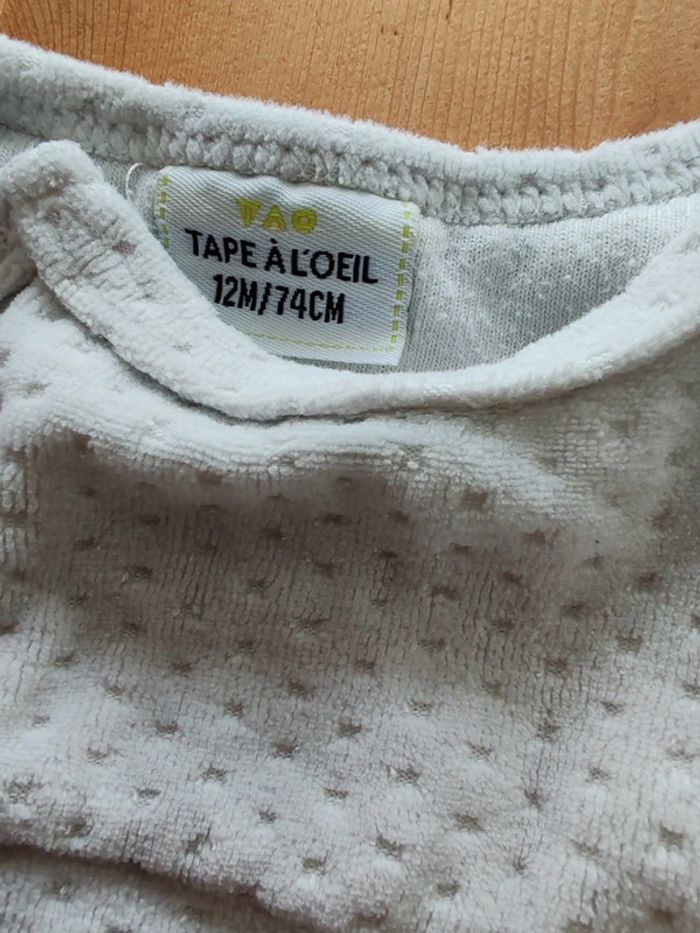 TAO
TAPE À L'OEIL
12M/74CM